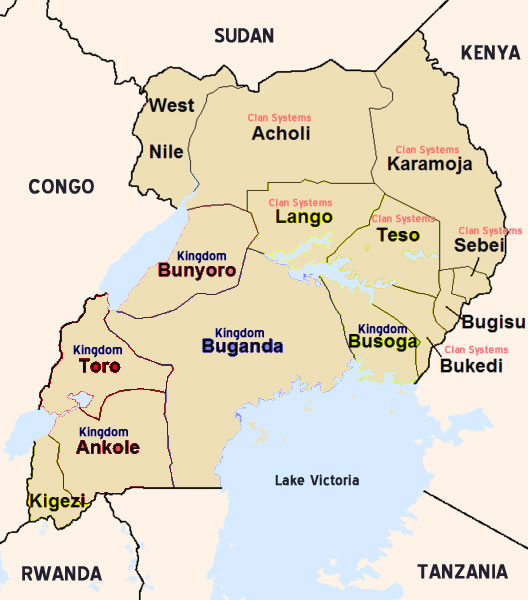 SUDAN
KENYA
West
Nile
Clan Systems
Acholi
Clan Systems
Karamoja
CONGO
Clan Systems
Lango
Clan Systems
Teso
Clan Systems
Sebei
Kingdom
Bunyoro
Kingdom
Buganda
Kingdom
Busoga
Bugisu
Clan Systems
Bukedi
Kingdom
Toro
Kingdom
Ankole
Kigezi
Lake Victoria
RWANDA
TANZANIA